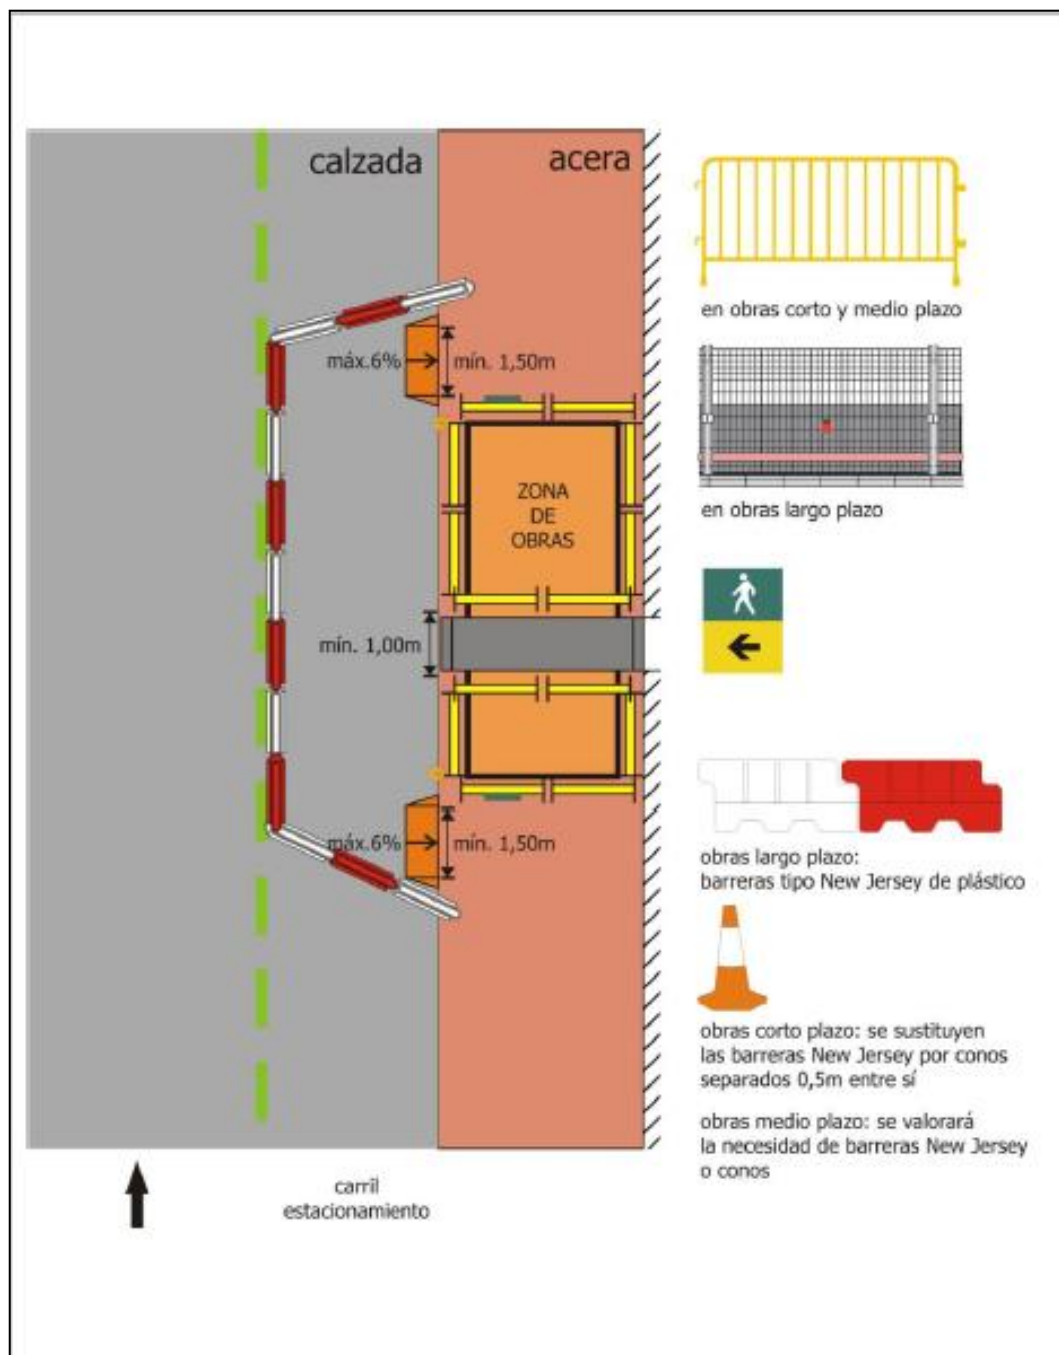 calzada
acera
máx.6%
mín. 1,50m
ZONA
DE
OBRAS
mín. 1,00m
máx.6%
mín. 1,50m
carril
estacionamiento
en obras corto y medio plazo
en obras largo plazo
obras largo plazo:
barreras tipo New Jersey de plástico
obras corto plazo: se sustituyen
las barreras New Jersey por conos
separados 0,5m entre sí
obras medio plazo: se valorará
la necesidad de barreras New Jersey
o conos